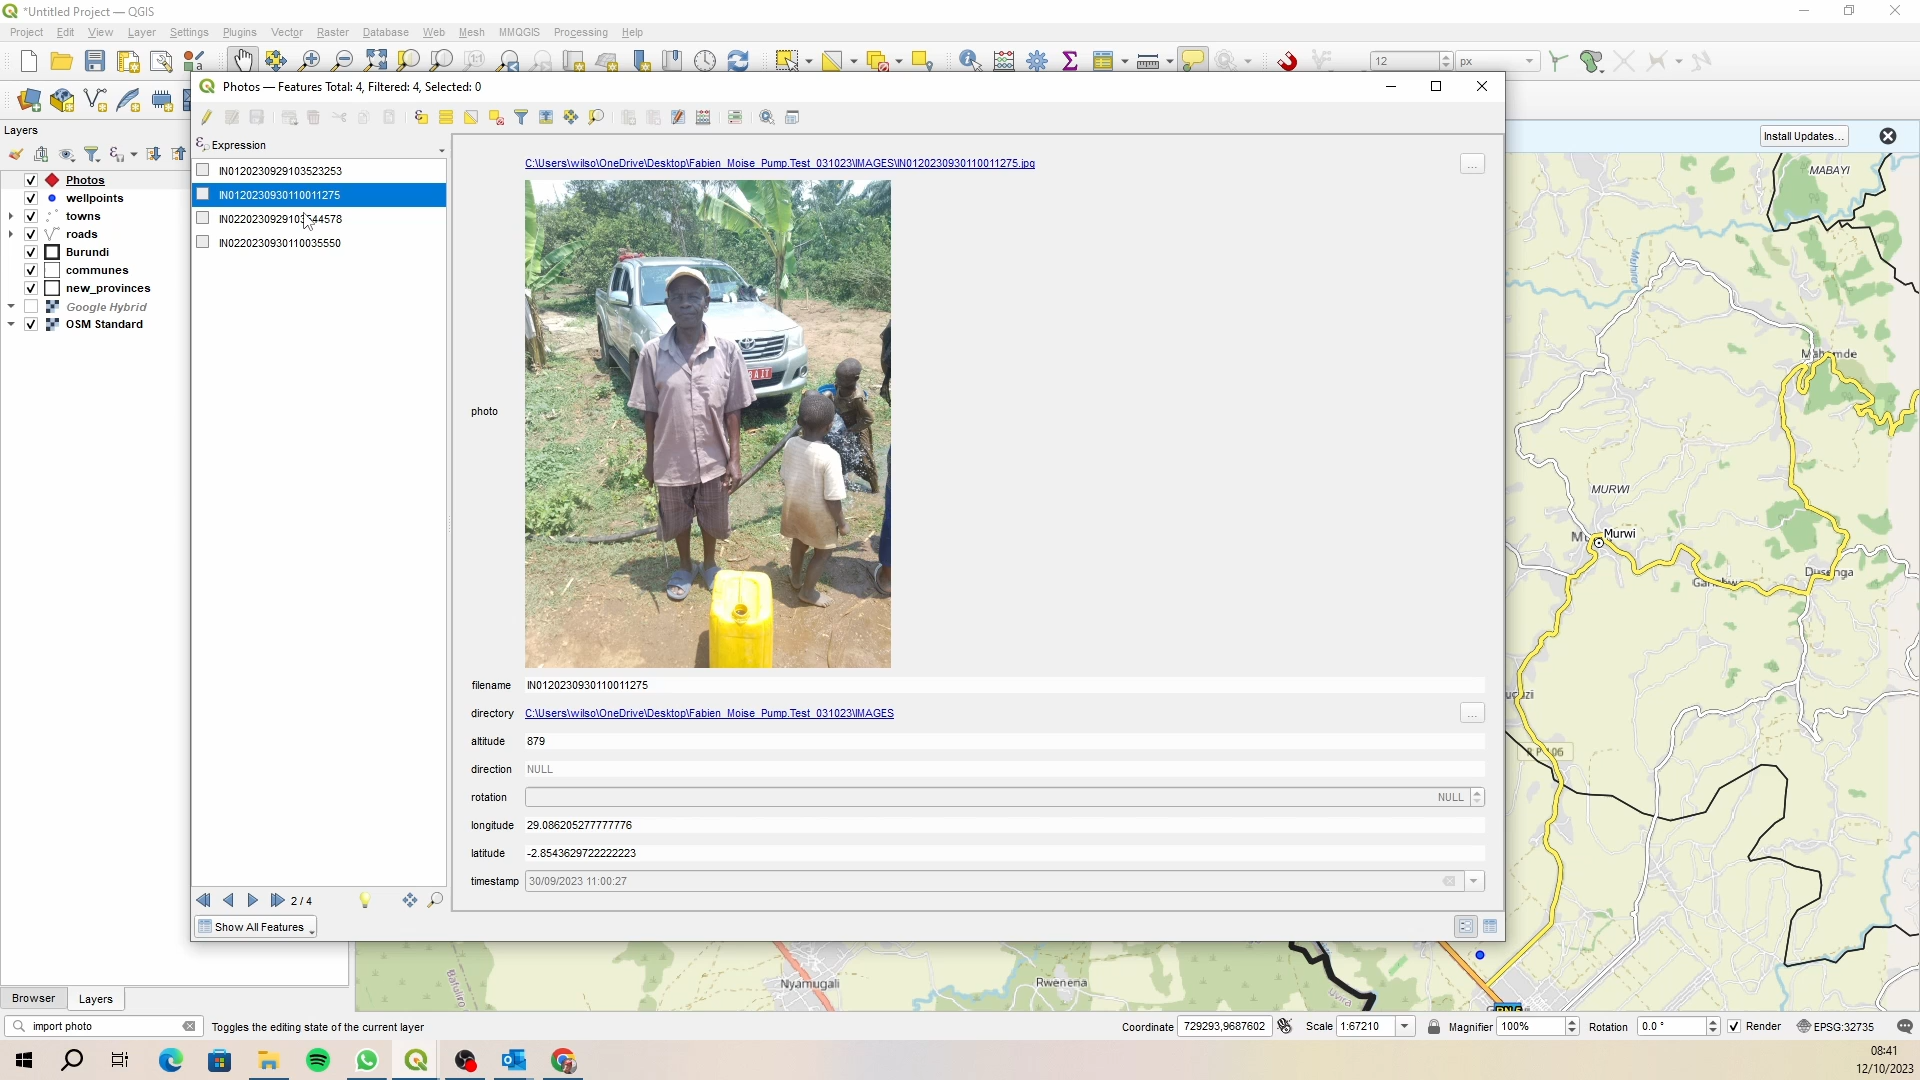 *Untitled Project — QGIS
Project Edit View Layer Settings Plugins Vector Raster Database Web Mesh MMQGIS Processing Help
12 px
Photos — Features Total: 4, Filtered: 4, Selected: 0
Layers
Install Updates...
Expression
IN0120230929103523253
IN0120230930110011275
IN0220230930110035550
Photos
wellpoints
towns
roads
Burundi
communes
new_provinces
Google Hybrid
OSM Standard
C:\Users\wilso\OneDrive\Desktop\Fabien_Moise_Pump.Test_031023\IMAGES\IN0120230930110011275.jpg
...
photo
filename IN0120230930110011275
directory C:\Users\wilso\OneDrive\Desktop\Fabien_Moise_Pump.Test_031023\IMAGES
...
altitude 879
direction NULL
rotation NULL
longitude 29.086205277777776
latitude -2.8543629722222223
timestamp 30/09/2023 11:00:27
2 / 4
Show All Features
MABAYI
Muhira
MURWI
Murwi
Dusenga
Nyamugali
Rwenena
Bafuliro
Uvira
Browser Layers
import photo
Toggles the editing state of the current layer
Coordinate 729293,9687602
Scale 1:67210
Magnifier 100%
Rotation 0.0 °
Render
EPSG:32735
08:41
12/10/2023